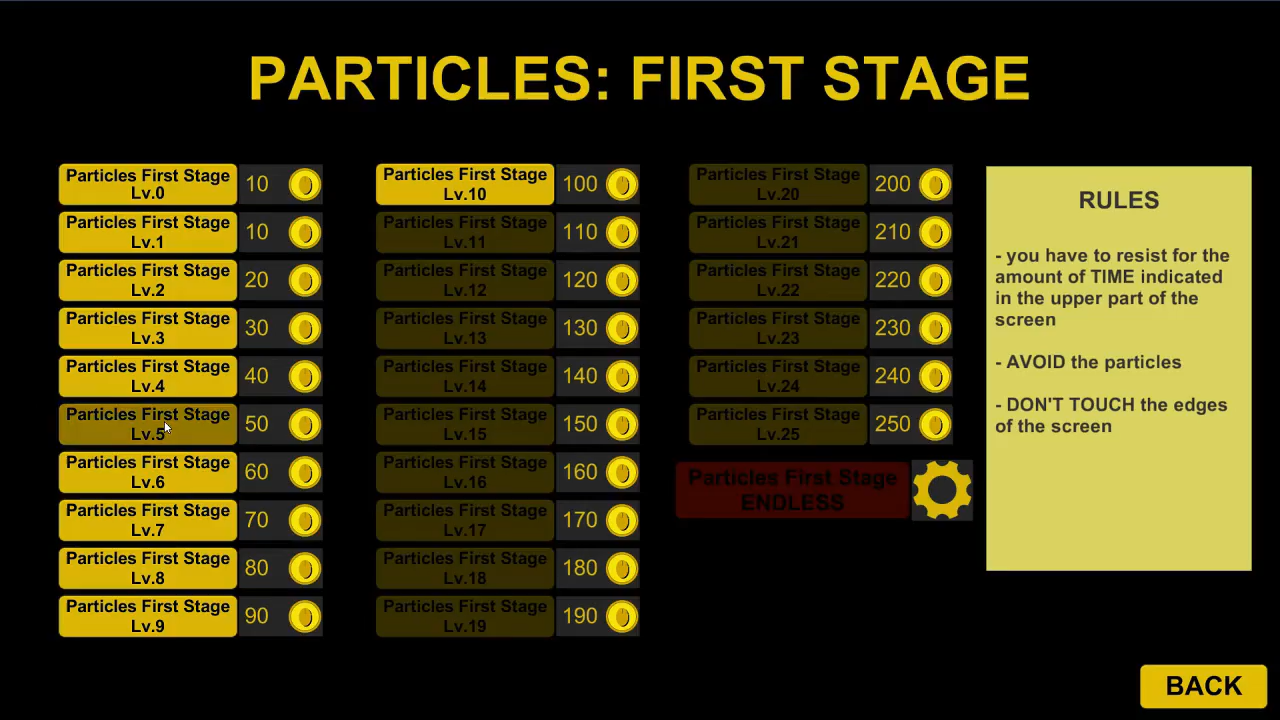 PARTICLES: FIRST STAGE
Particles First Stage
Lv.0
10
Particles First Stage
Lv.1
10
Particles First Stage
Lv.2
20
Particles First Stage
Lv.3
30
Particles First Stage
Lv.4
40
Particles First Stage
Lv.5
50
Particles First Stage
Lv.6
60
Particles First Stage
Lv.7
70
Particles First Stage
Lv.8
80
Particles First Stage
Lv.9
90
Particles First Stage
Lv.10
100
Particles First Stage
Lv.11
110
Particles First Stage
Lv.12
120
Particles First Stage
Lv.13
130
Particles First Stage
Lv.14
140
Particles First Stage
Lv.15
150
Particles First Stage
Lv.16
160
Particles First Stage
Lv.17
170
Particles First Stage
Lv.18
180
Particles First Stage
Lv.19
190
Particles First Stage
Lv.20
200
Particles First Stage
Lv.21
210
Particles First Stage
Lv.22
220
Particles First Stage
Lv.23
230
Particles First Stage
Lv.24
240
Particles First Stage
Lv.25
250
Particles First Stage
ENDLESS
RULES
- you have to resist for the
amount of TIME indicated
in the upper part of the
screen
- AVOID the particles
- DON'T TOUCH the edges
of the screen
BACK